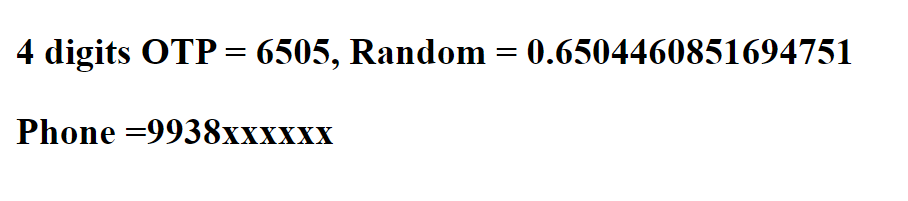 4 digits OTP = 6505, Random = 0.6504460851694751
Phone =9938xxxxxx